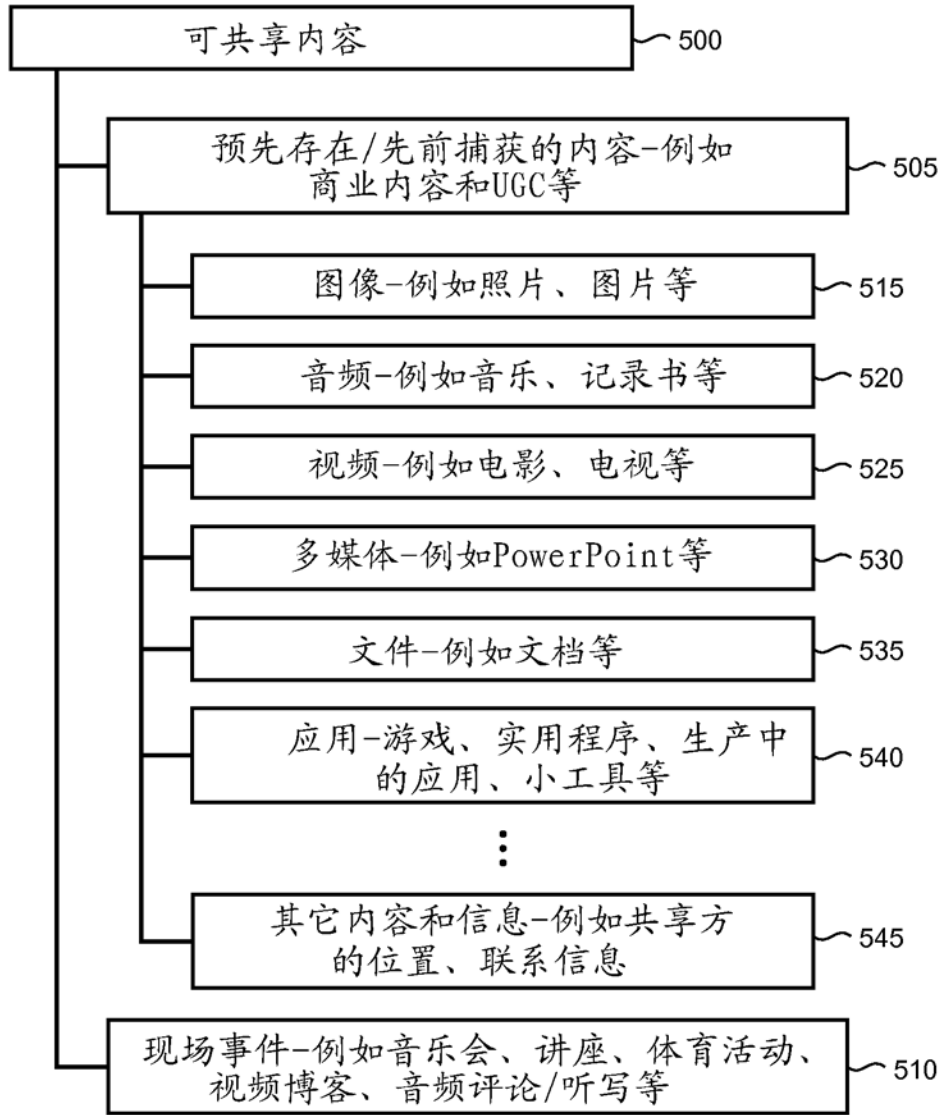 可共享内容
500
预先存在/先前捕获的内容-例如
商业内容和UGC等
505
图像-例如照片、图片等
515
音频-例如音乐、记录书等
520
视频-例如电影、电视等
525
多媒体-例如PowerPoint等
530
文件-例如文档等
535
应用-游戏、实用程序、生产中
的应用、小工具等
540
其它内容和信息-例如共享方
的位置、联系信息
545
现场事件-例如音乐会、讲座、体育活动、
视频博客、音频评论/听写等
510